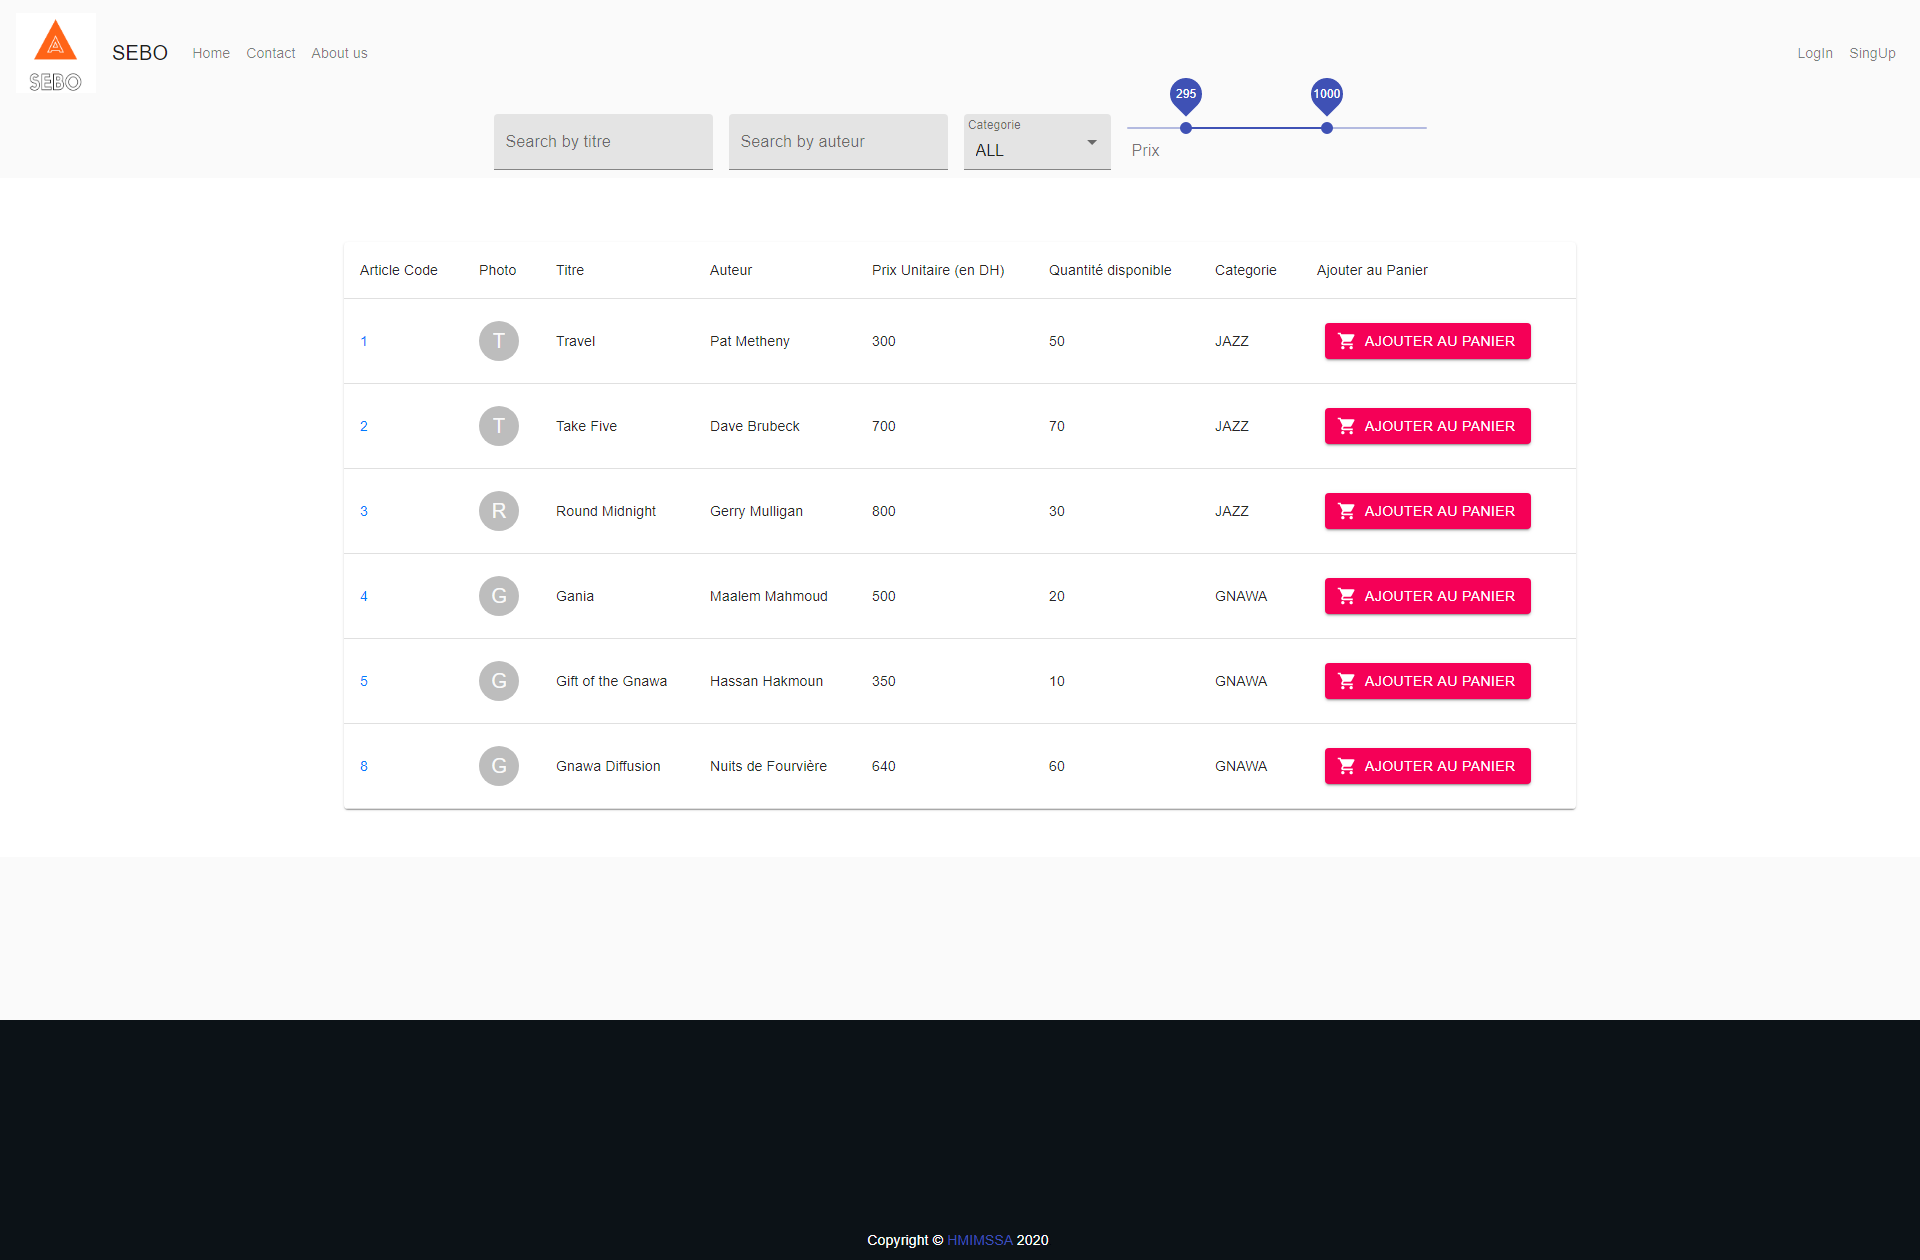 A
SEBO
SEBO Home Contact About us LogIn SingUp
295 1000
Search by titre Search by auteur Categorie ALL Prix
Article Code Photo Titre Auteur Prix Unitaire (en DH) Quantité disponible Categorie Ajouter au Panier
1 T Travel Pat Metheny 300 50 JAZZ AJOUTER AU PANIER
2 T Take Five Dave Brubeck 700 70 JAZZ AJOUTER AU PANIER
3 R Round Midnight Gerry Mulligan 800 30 JAZZ AJOUTER AU PANIER
4 G Gania Maalem Mahmoud 500 20 GNAWA AJOUTER AU PANIER
5 G Gift of the Gnawa Hassan Hakmoun 350 10 GNAWA AJOUTER AU PANIER
8 G Gnawa Diffusion Nuits de Fourvière 640 60 GNAWA AJOUTER AU PANIER
Copyright © HMIMSSA 2020